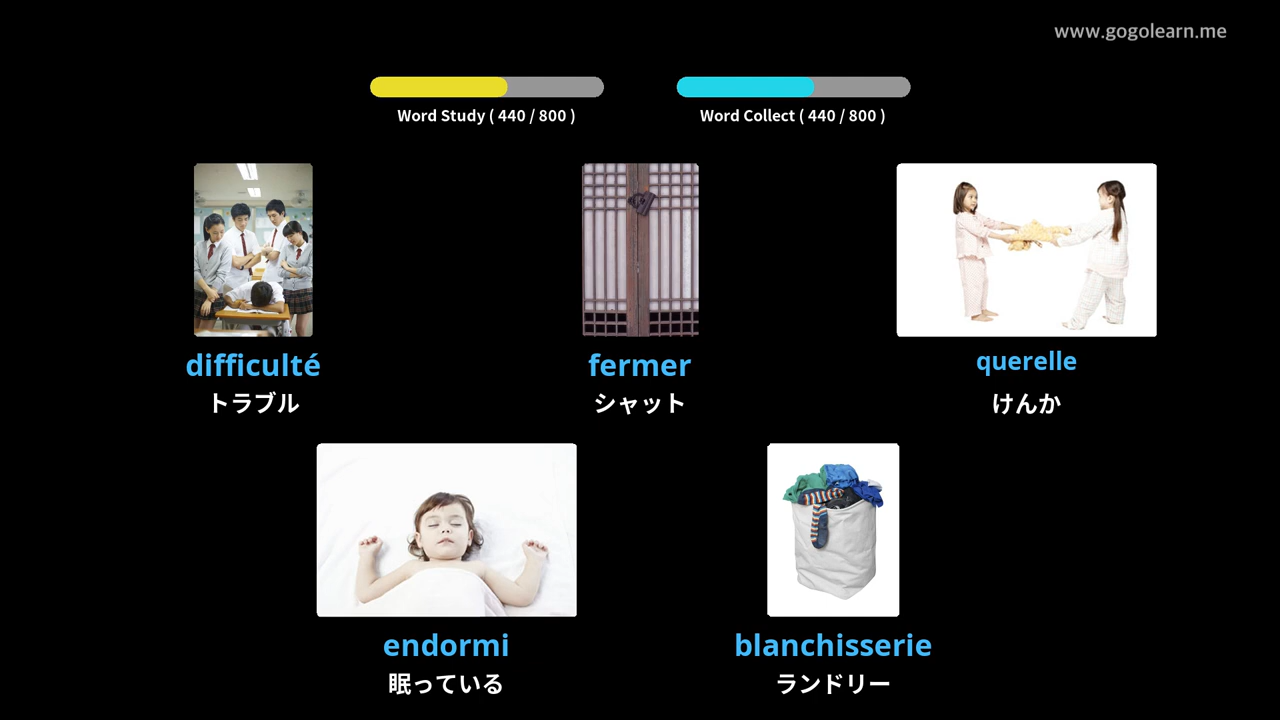 www.gogolearn.me
Word Study ( 440 / 800 )
Word Collect ( 440 / 800 )
difficulté
トラブル
fermer
シャット
querelle
けんか
endormi
眠っている
blanchisserie
ランドリー